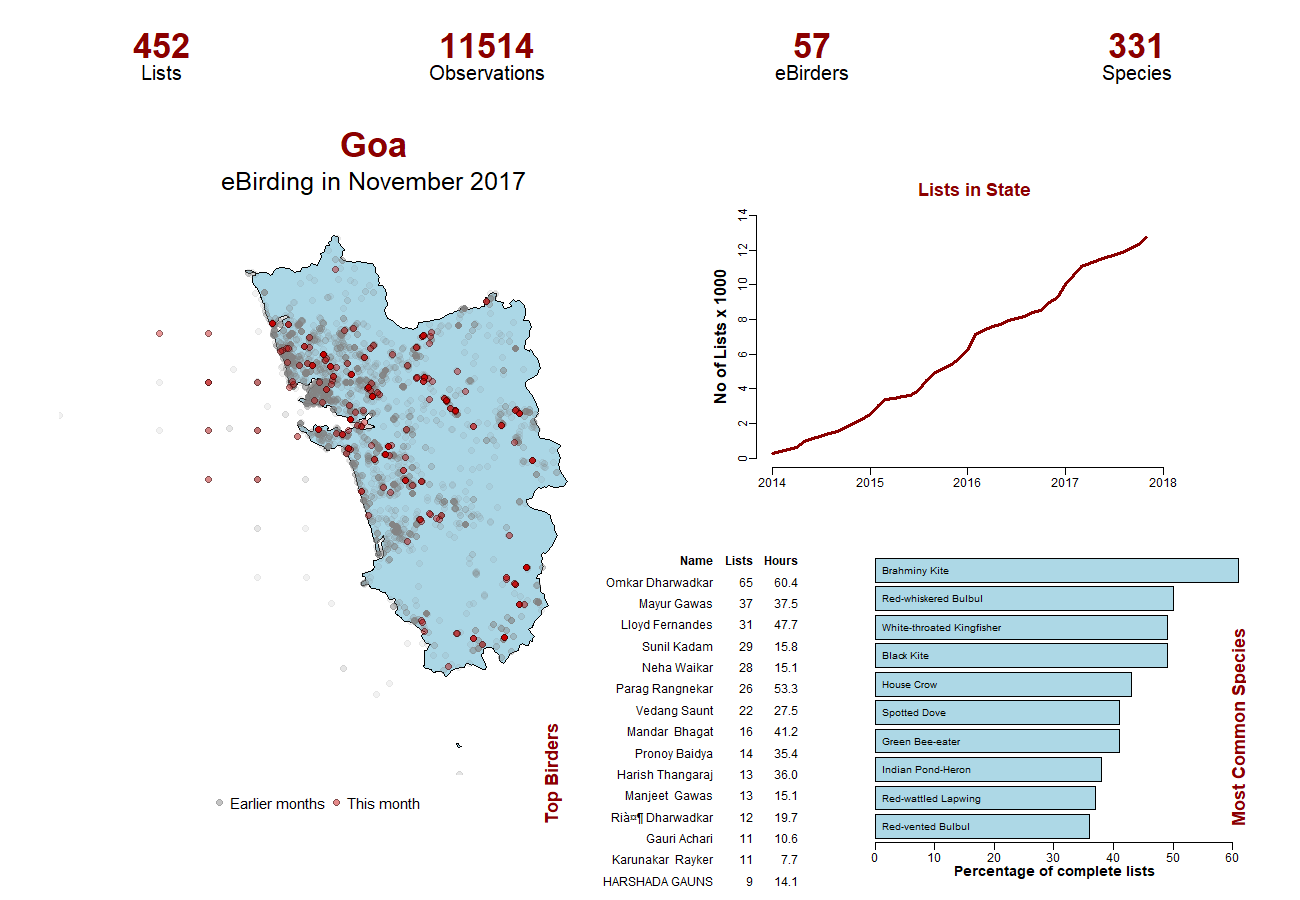 452
Lists
11514
Observations
57
eBirders
331
Species
Goa
eBirding in November 2017
Earlier months
This month
Lists in State
No of Lists x 1000
14
12
10
8
6
4
2
0
2014 2015 2016 2017 2018
Top Birders
Name Lists Hours
Omkar Dharwadkar 65 60.4
Mayur Gawas 37 37.5
Lloyd Fernandes 31 47.7
Sunil Kadam 29 15.8
Neha Waikar 28 15.1
Parag Rangnekar 26 53.3
Vedang Saunt 22 27.5
Mandar Bhagat 16 41.2
Pronoy Baidya 14 35.4
Harish Thangaraj 13 36.0
Manjeet Gawas 13 15.1
Rià¤¶ Dharwadkar 12 19.7
Gauri Achari 11 10.6
Karunakar Rayker 11 7.7
HARSHADA GAUNS 9 14.1
Brahminy Kite
Red-whiskered Bulbul
White-throated Kingfisher
Black Kite
House Crow
Spotted Dove
Green Bee-eater
Indian Pond-Heron
Red-wattled Lapwing
Red-vented Bulbul
0 10 20 30 40 50 60
Percentage of complete lists
Most Common Species